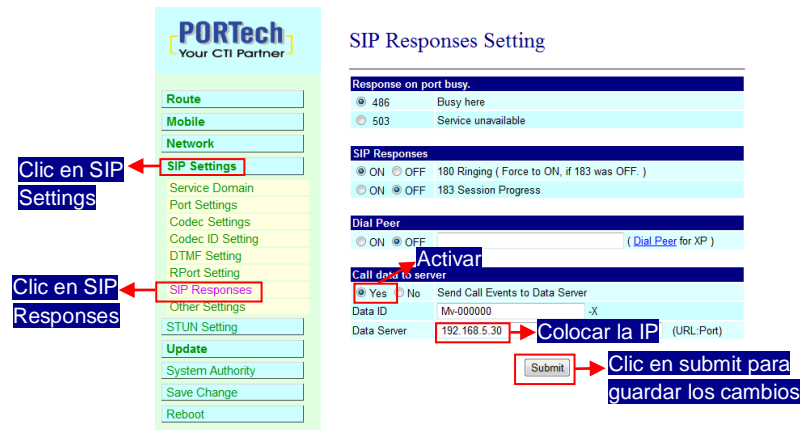 PORTech
Your CTI Partner
Route
Mobile
Network
SIP Settings
Service Domain
Port Settings
Codec Settings
Codec ID Setting
DTMF Setting
RPort Setting
SIP Responses
Other Settings
STUN Setting
Update
System Authority
Save Change
Reboot
Clic en SIP
Settings
Clic en SIP
Responses
SIP Responses Setting
Response on port busy.
486 Busy here
503 Service unavailable
SIP Responses
ON OFF 180 Ringing ( Force to ON, if 183 was OFF. )
ON OFF 183 Session Progress
Dial Peer
ON OFF ( Dial Peer for XP )
Activar
Call data to server
Yes No Send Call Events to Data Server
Data ID Mv-000000 -X
Data Server 192.168.5.30 Colocar la IP (URL:Port)
Submit
Clic en submit para
guardar los cambios